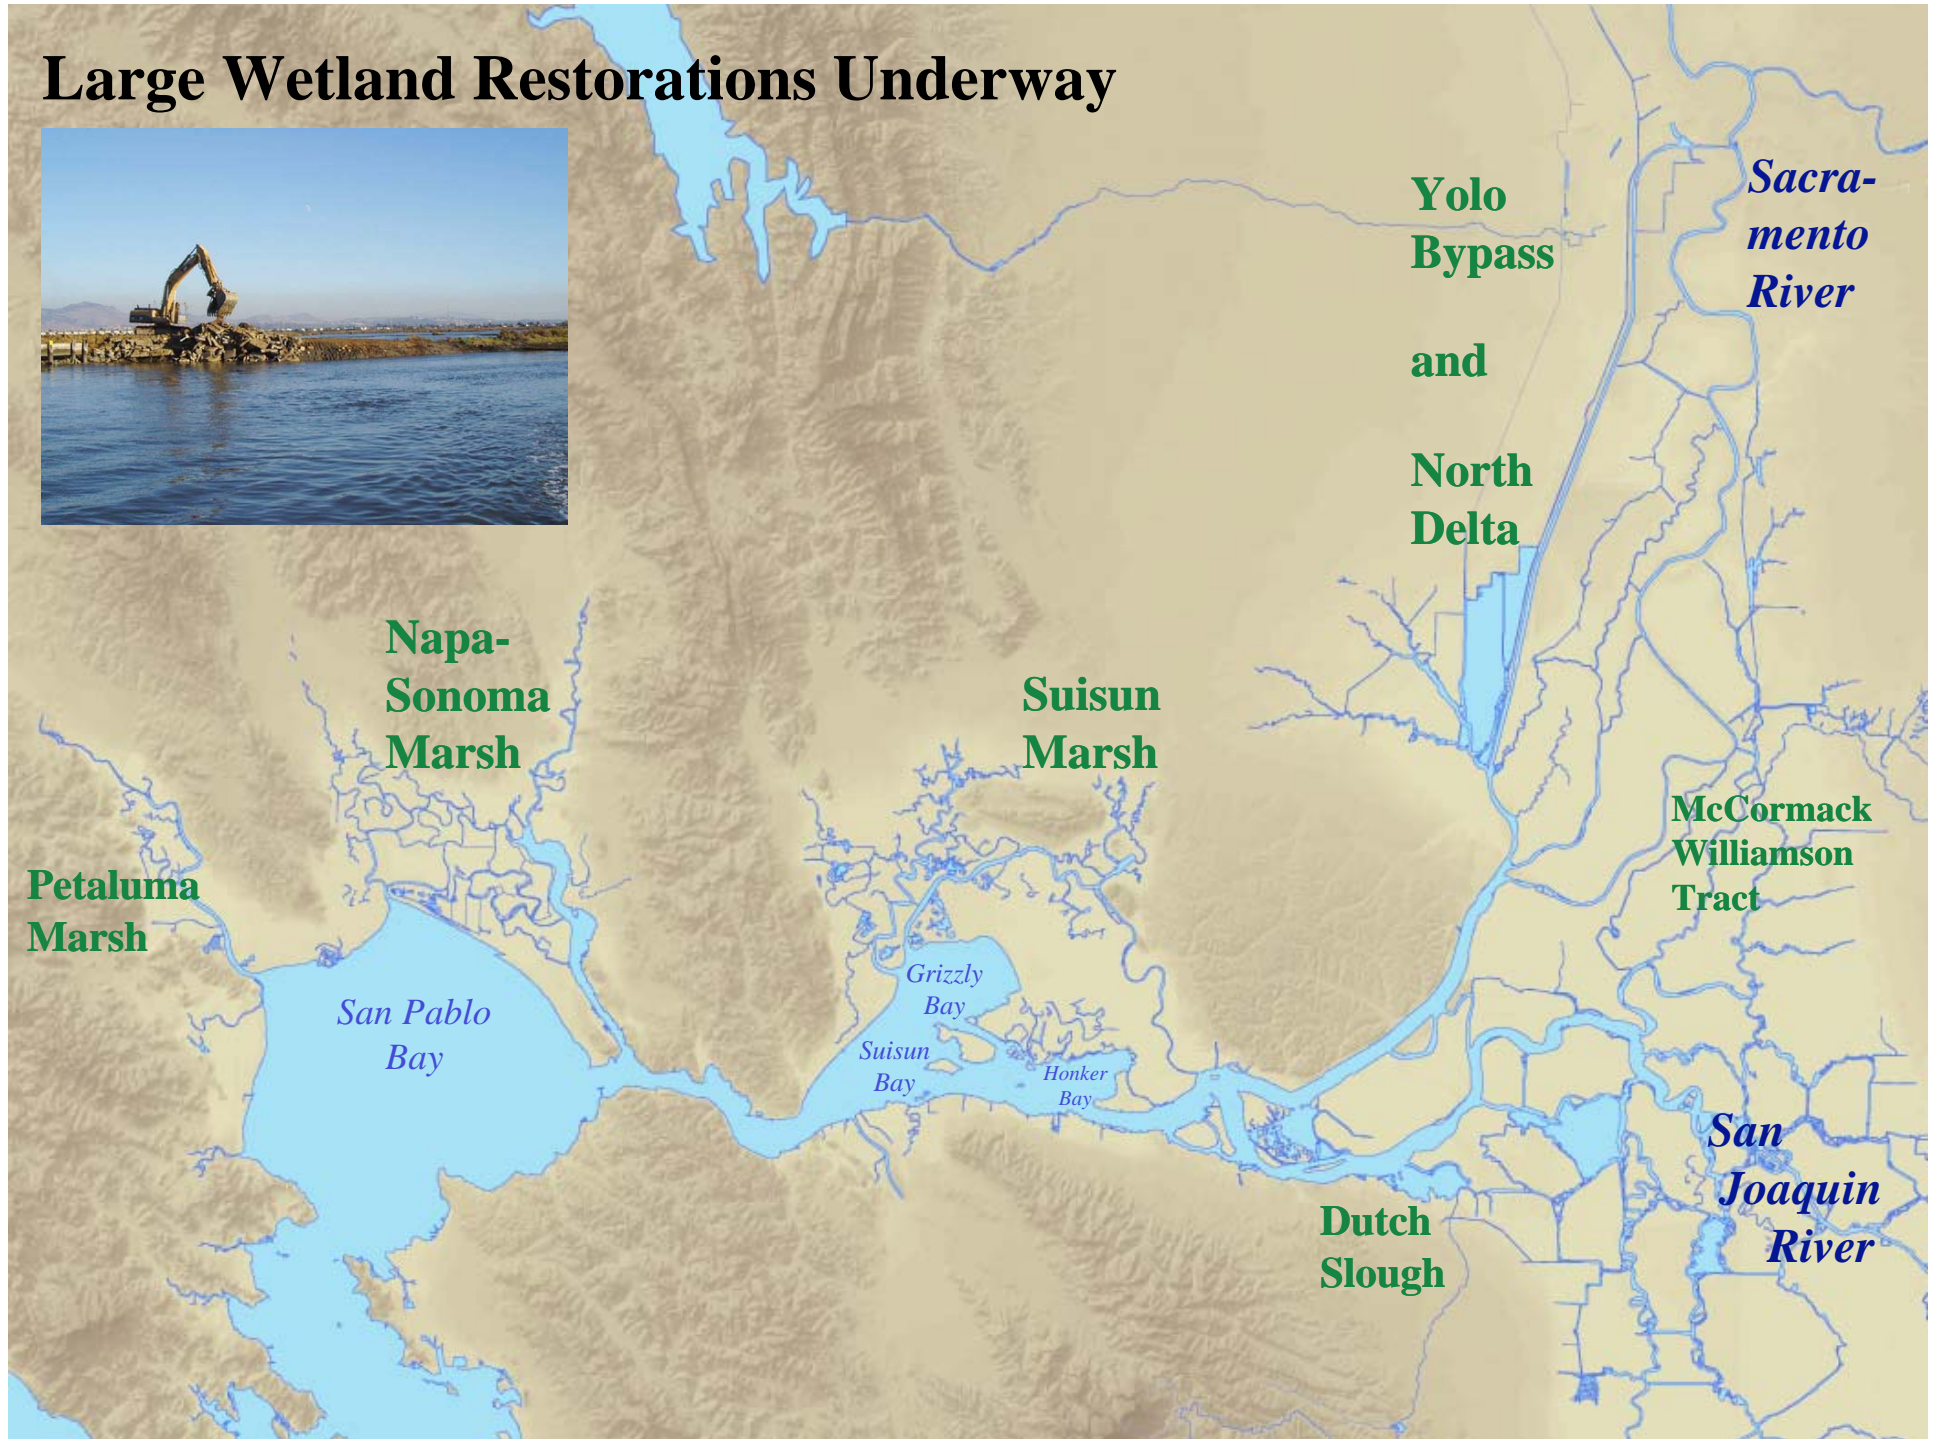 Large Wetland Restorations Underway
Yolo
Bypass
and
North
Delta
Sacra-
mento
River
Napa-
Sonoma
Marsh
Suisun
Marsh
McCormack
Williamson
Tract
Petaluma
Marsh
San Pablo
Bay
Grizzly
Bay
Suisun
Bay
Honker
Bay
San
Joaquin
River
Dutch
Slough